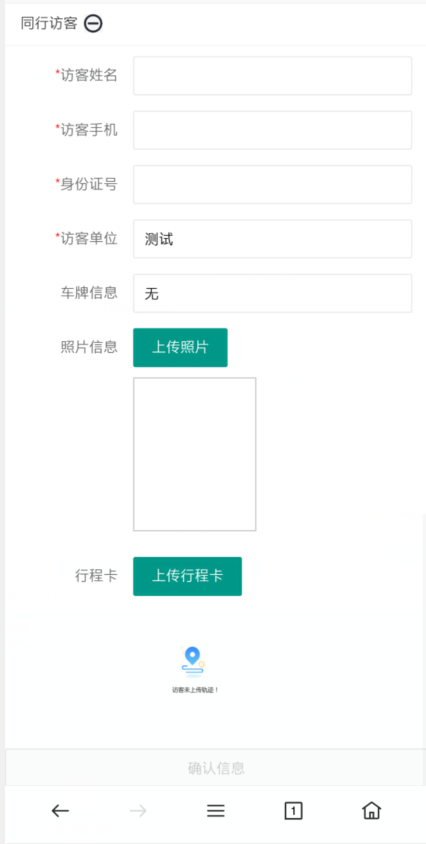 同行访客
*访客姓名
*访客手机
*身份证号
*访客单位 测试
车牌信息 无
照片信息 上传照片
行程卡 上传行程卡
访客未上传轨迹！
确认信息
1